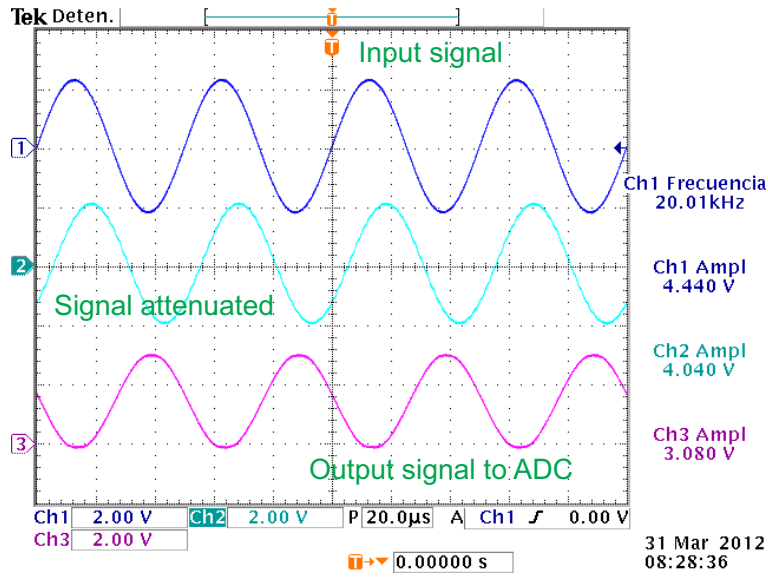 Tek Deten.
T
T
Input signal
1
Ch1 Frecuencia
20.01kHz
2
Ch1 Ampl
4.440 V
Signal attenuated
Ch2 Ampl
4.040 V
3
Ch3 Ampl
3.080 V
Output signal to ADC
Ch1 2.00 V Ch2 2.00 V P 20.0µs A Ch1 ʃ 0.00 V
Ch3 2.00 V
31 Mar 2012
T 0.00000 s
08:28:36